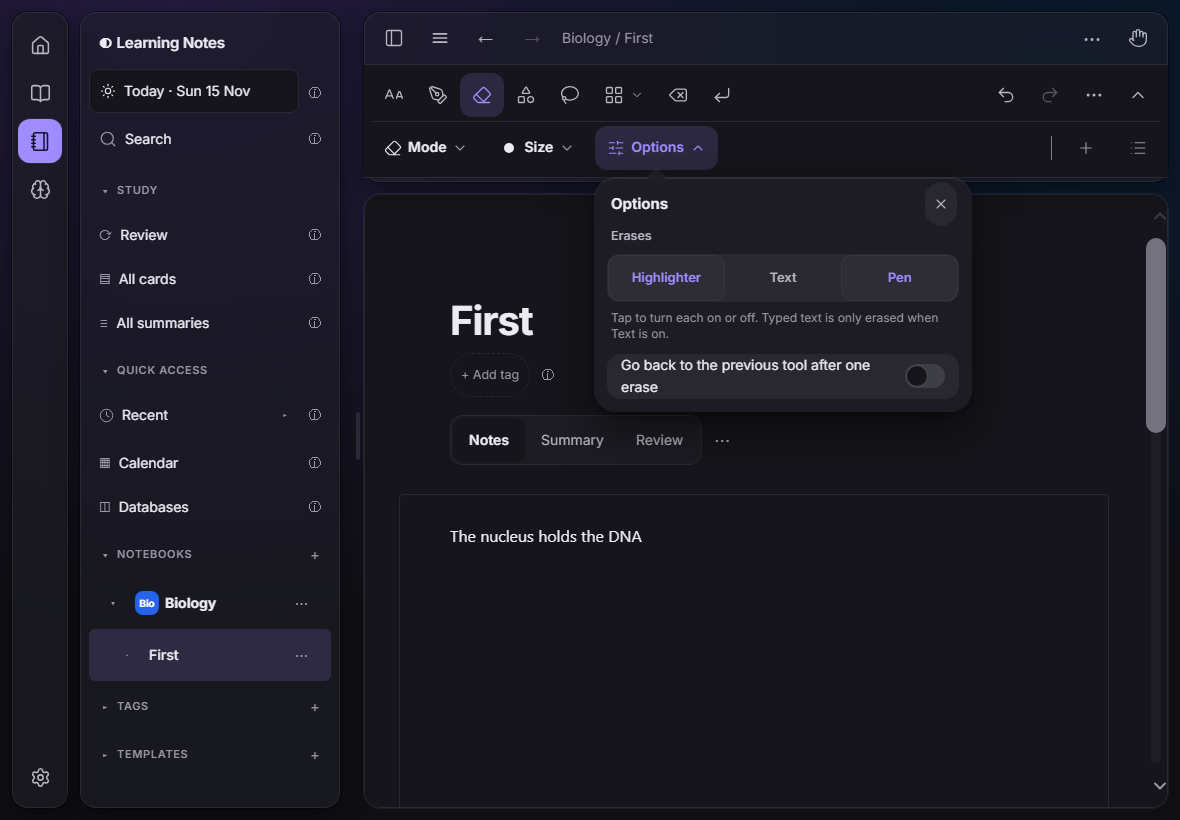 Learning Notes
Today · Sun 15 Nov
Search
STUDY
Review
All cards
All summaries
QUICK ACCESS
Recent
Calendar
Databases
NOTEBOOKS
Bio Biology
First
TAGS
TEMPLATES
Biology / First
AA
Mode
Size
Options
Options
Erases
Highlighter
Text
Pen
Tap to turn each on or off. Typed text is only erased when
Text is on.
Go back to the previous tool after one
erase
First
+ Add tag
Notes
Summary
Review
The nucleus holds the DNA